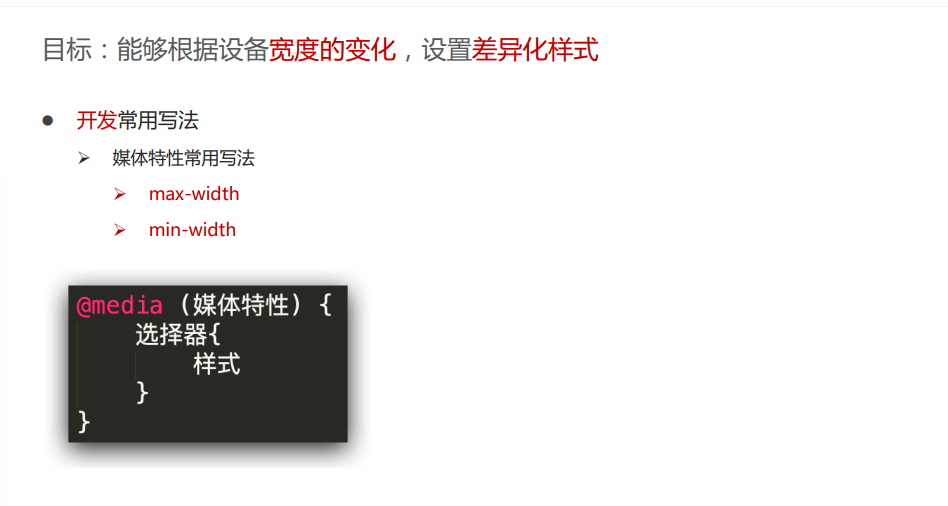 目标：能够根据设备宽度的变化，设置差异化样式
开发常用写法
媒体特性常用写法
max-width
min-width
@media (媒体特性) {
选择器{
样式
}
}